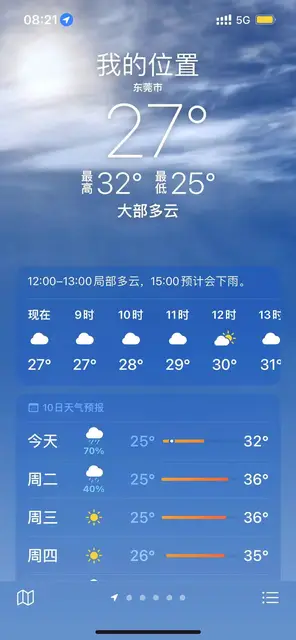 08:21
5G
我的位置
东莞市
27°
最高 32° 最低 25°
大部多云
12:00–13:00局部多云，15:00预计会下雨。
现在 9时 10时 11时 12时 13时
27° 27° 28° 29° 30° 31°
10日天气预报
今天 70% 25° 32°
周二 40% 25° 36°
周三 25° 36°
周四 26° 35°